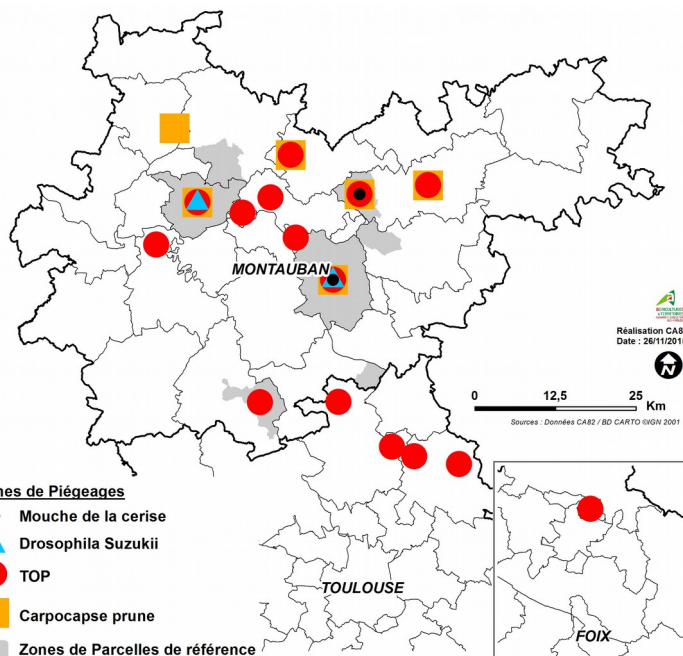 MONTAUBAN
Réalisation CA8
Date : 26/11/201
N
0 12,5 25
Km
Sources : Données CA82 / BD CARTO ©IGN 2001
nes de Piégeages
Mouche de la cerise
Drosophila Suzukii
TOP
Carpocapse prune
Zones de Parcelles de référence
TOULOUSE
FOIX